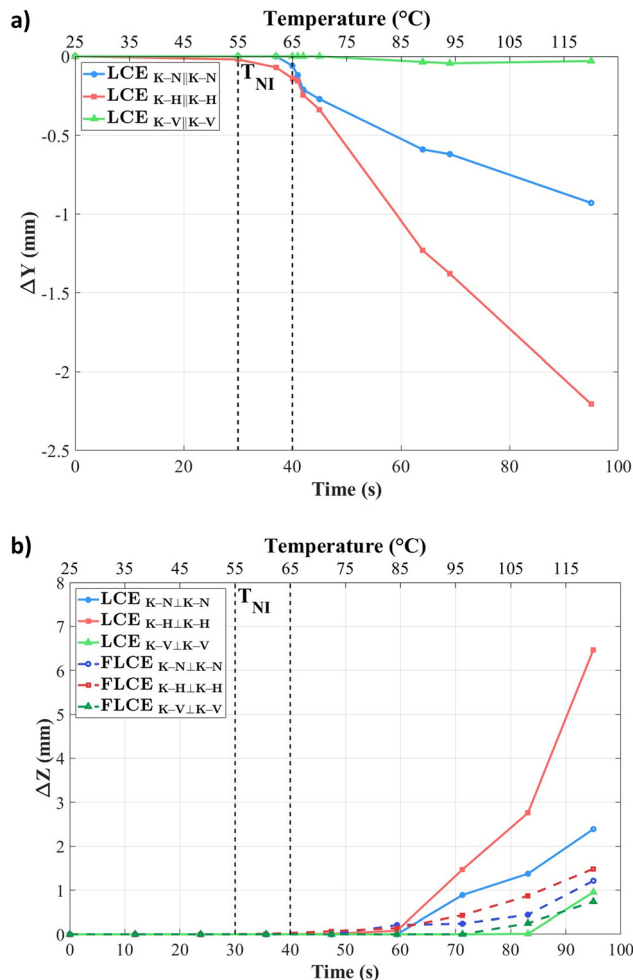 a)
Temperature (°C)
25 35 45 55 65 75 85 95 105 115
T_NI
LCE K–N||K–N
LCE K–H||K–H
LCE K–V||K–V
ΔY (mm)
0
-0.5
-1
-1.5
-2
-2.5
0 20 40 60 80 100
Time (s)
b)
Temperature (°C)
25 35 45 55 65 75 85 95 105 115
T_NI
LCE K–N⊥K–N
LCE K–H⊥K–H
LCE K–V⊥K–V
FLCE K–N⊥K–N
FLCE K–H⊥K–H
FLCE K–V⊥K–V
ΔZ (mm)
8
7
6
5
4
3
2
1
0
0 10 20 30 40 50 60 70 80 90 100
Time (s)